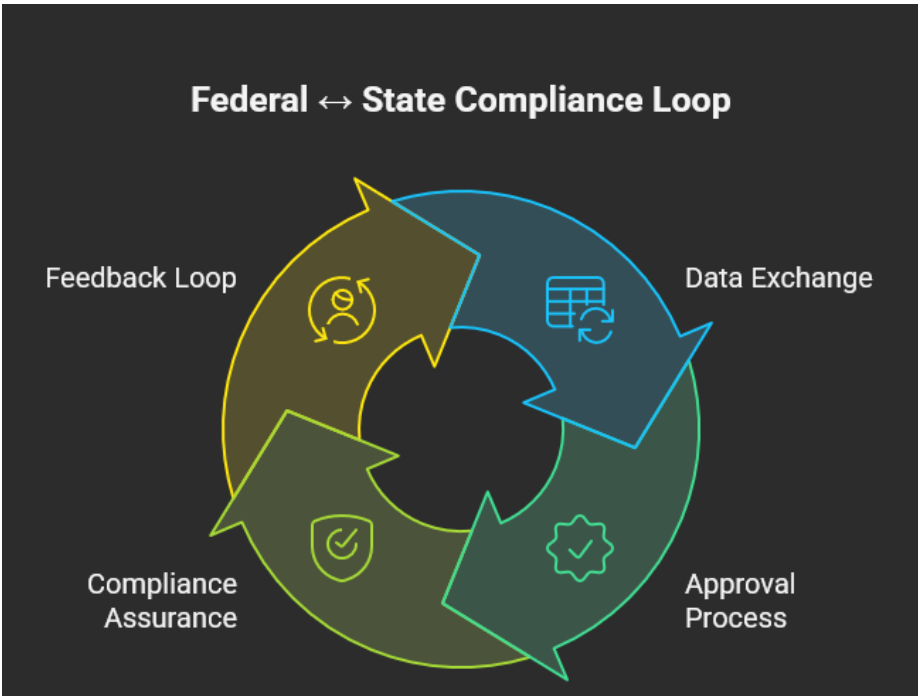 Federal ↔ State Compliance Loop
Feedback Loop
Data Exchange
Compliance
Assurance
Approval
Process